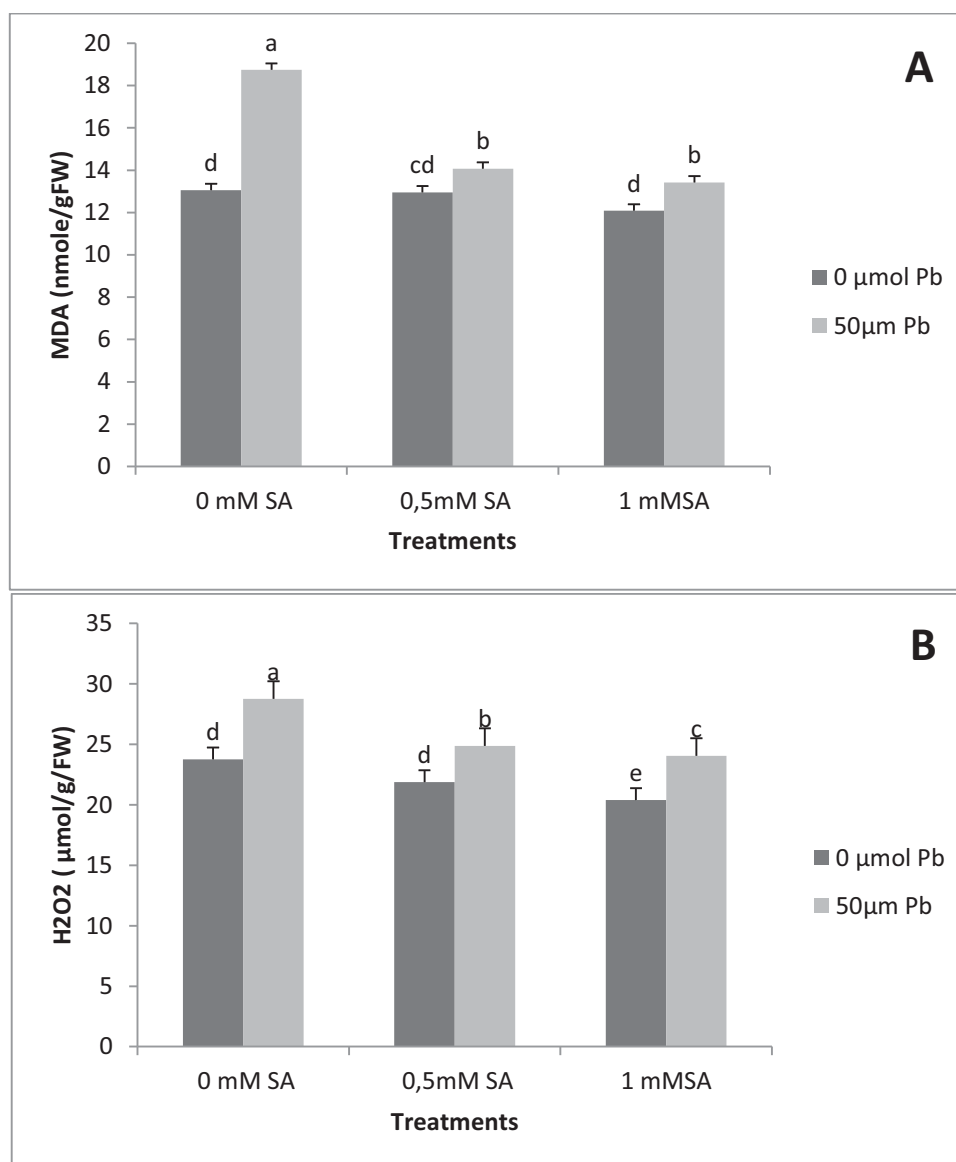 A
20
18
16
14
12
10
8
6
4
2
0
MDA (nmole/gFW)
a
d
cd
b
d
b
0 mM SA
0,5mM SA
1 mMSA
Treatments
0 µmol Pb
50µm Pb
B
35
30
25
20
15
10
5
0
H2O2 ( µmol/g/FW)
a
d
d
b
e
c
0 mM SA
0,5mM SA
1 mMSA
Treatments
0 µmol Pb
50µm Pb